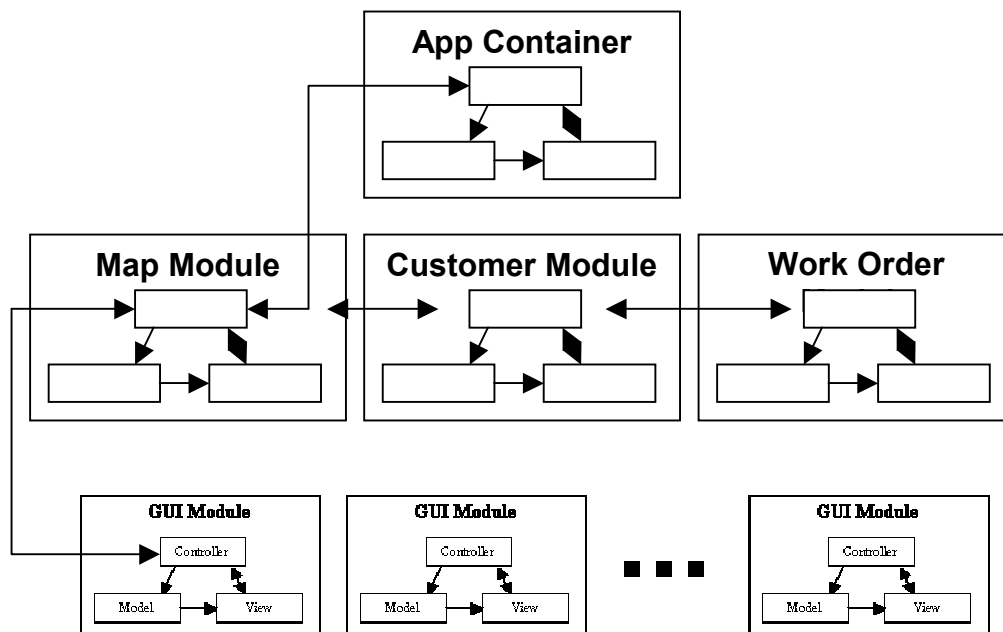 App Container
Map Module
Customer Module
Work Order
GUI Module
Controller
Model
View
GUI Module
Controller
Model
View
GUI Module
Controller
Model
View